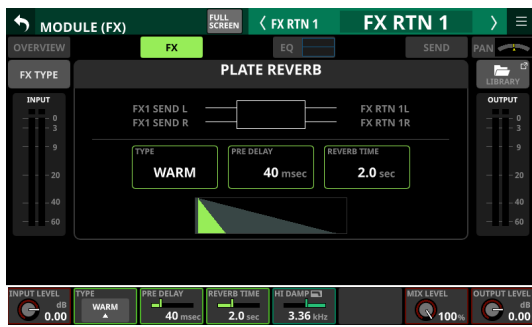 MODULE (FX)
FULL SCREEN
FX RTN 1
FX RTN 1
OVERVIEW
FX
EQ
SEND
PAN
FX TYPE
PLATE REVERB
LIBRARY
INPUT
OUTPUT
0
3
9
20
40
60
FX1 SEND L
FX RTN 1L
FX1 SEND R
FX RTN 1R
0
3
9
20
40
60
TYPE
PRE DELAY
REVERB TIME
WARM
40 msec
2.0 sec
INPUT LEVEL
TYPE
PRE DELAY
REVERB TIME
HI DAMP
MIX LEVEL
OUTPUT LEVEL
dB
0.00
WARM
40 msec
2.0 sec
3.36 kHz
100%
dB
0.00